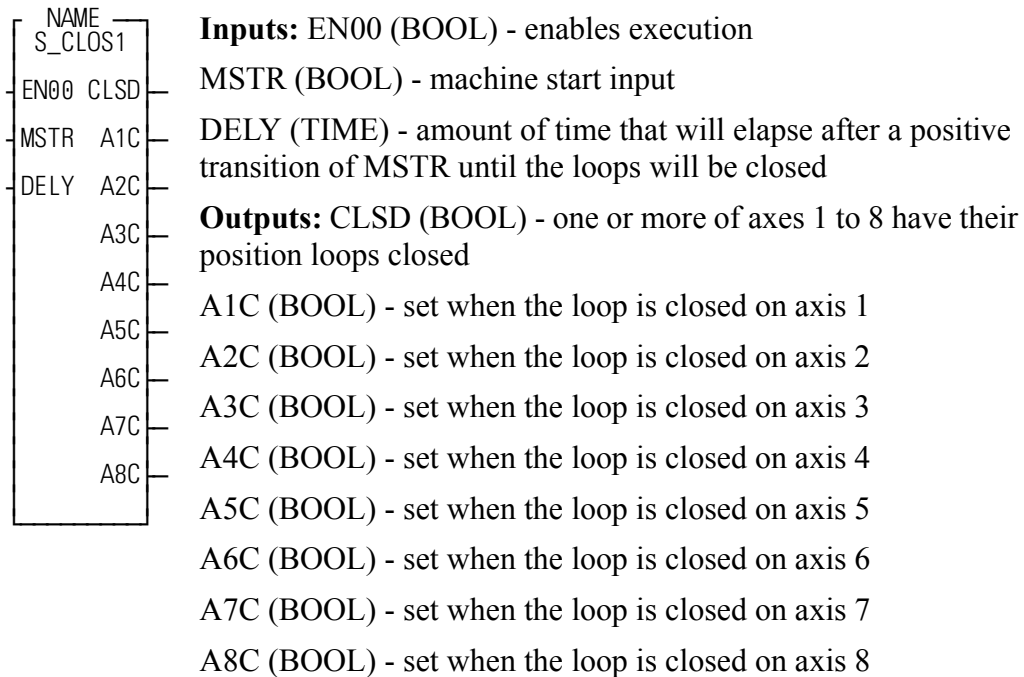 NAME
S_CLOS1
EN00 CLSD
MSTR A1C
DELY A2C
A3C
A4C
A5C
A6C
A7C
A8C
Inputs: EN00 (BOOL) - enables execution
MSTR (BOOL) - machine start input
DELY (TIME) - amount of time that will elapse after a positive
transition of MSTR until the loops will be closed
Outputs: CLSD (BOOL) - one or more of axes 1 to 8 have their
position loops closed
A1C (BOOL) - set when the loop is closed on axis 1
A2C (BOOL) - set when the loop is closed on axis 2
A3C (BOOL) - set when the loop is closed on axis 3
A4C (BOOL) - set when the loop is closed on axis 4
A5C (BOOL) - set when the loop is closed on axis 5
A6C (BOOL) - set when the loop is closed on axis 6
A7C (BOOL) - set when the loop is closed on axis 7
A8C (BOOL) - set when the loop is closed on axis 8